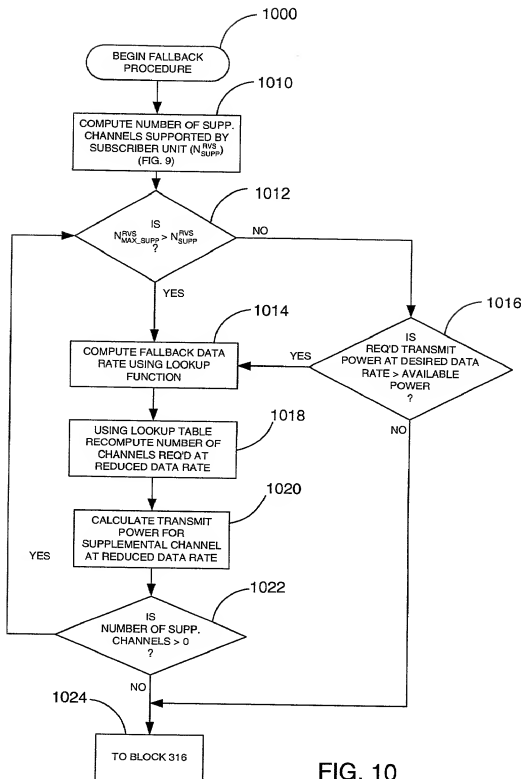 1000
BEGIN FALLBACK
PROCEDURE
1010
COMPUTE NUMBER OF SUPP.
CHANNELS SUPPORTED BY
SUBSCRIBER UNIT (N^RVS_SUPP)
(FIG. 9)
1012
IS
N^RVS_MAX_SUPP > N^RVS_SUPP
?
NO
YES
1016
IS
REQ'D TRANSMIT
POWER AT DESIRED DATA
RATE > AVAILABLE
POWER
?
YES
NO
1014
COMPUTE FALLBACK DATA
RATE USING LOOKUP
FUNCTION
1018
USING LOOKUP TABLE
RECOMPUTE NUMBER OF
CHANNELS REQ'D AT
REDUCED DATA RATE
1020
CALCULATE TRANSMIT
POWER FOR
SUPPLEMENTAL CHANNEL
AT REDUCED DATA RATE
YES
1022
IS
NUMBER OF SUPP.
CHANNELS > 0
?
NO
1024
TO BLOCK 316
FIG. 10